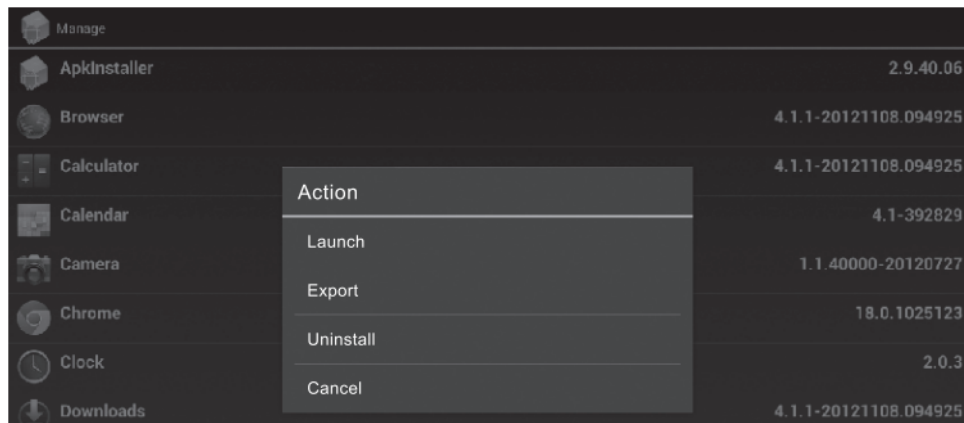 Manage
ApkInstaller 2.9.40.06
Browser 4.1.1-20121108.094925
Calculator 4.1.1-20121108.094925
Action
Calendar 4.1-392829
Launch
Camera 1.1.40000-20120727
Export
Chrome 18.0.1025123
Uninstall
Clock 2.0.3
Cancel
Downloads 4.1.1-20121108.094925